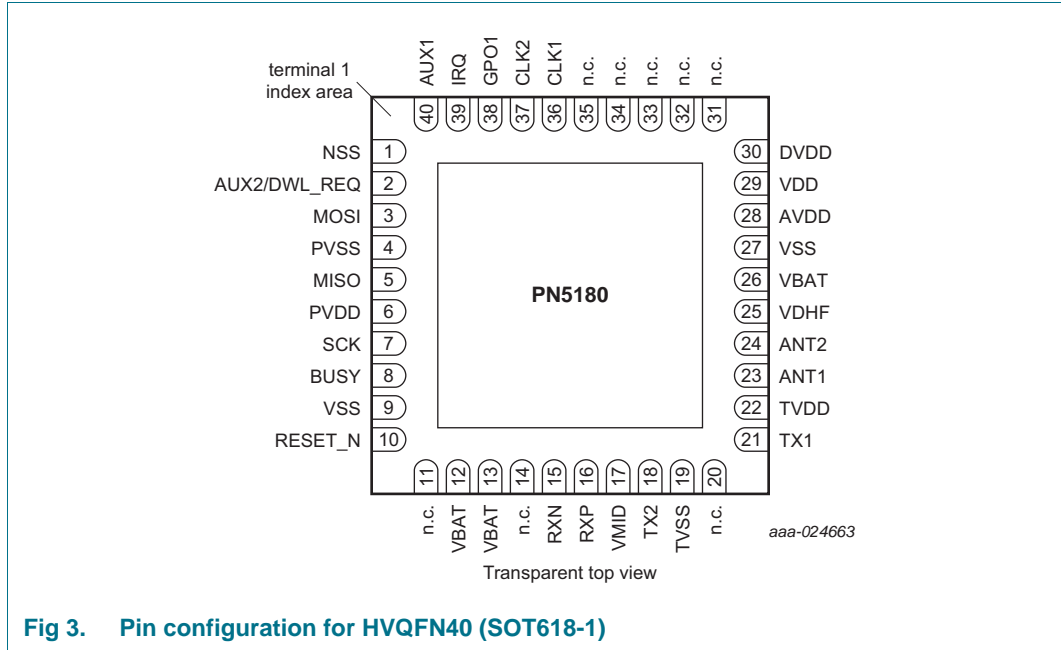 AUX1
IRQ
GPO1
CLK2
CLK1
n.c.
n.c.
n.c.
n.c.
n.c.
terminal 1
index area
40
39
38
37
36
35
34
33
32
31
NSS 1
AUX2/DWL_REQ 2
MOSI 3
PVSS 4
MISO 5
PVDD 6
SCK 7
BUSY 8
VSS 9
RESET_N 10
PN5180
30 DVDD
29 VDD
28 AVDD
27 VSS
26 VBAT
25 VDHF
24 ANT2
23 ANT1
22 TVDD
21 TX1
11
12
13
14
15
16
17
18
19
20
n.c.
VBAT
VBAT
n.c.
RXN
RXP
VMID
TX2
TVSS
n.c.
aaa-024663
Transparent top view
Fig 3. Pin configuration for HVQFN40 (SOT618-1)